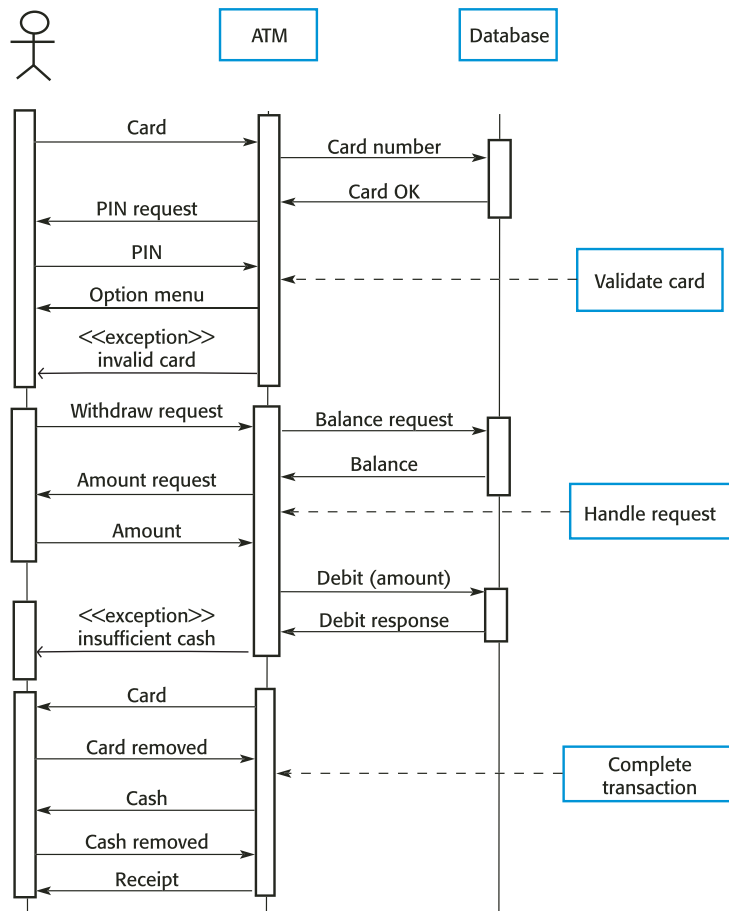 ATM
Database
Card
Card number
Card OK
PIN request
PIN
Validate card
Option menu
<<exception>>
invalid card
Withdraw request
Balance request
Balance
Amount request
Handle request
Amount
Debit (amount)
<<exception>>
insufficient cash
Debit response
Card
Card removed
Complete
transaction
Cash
Cash removed
Receipt